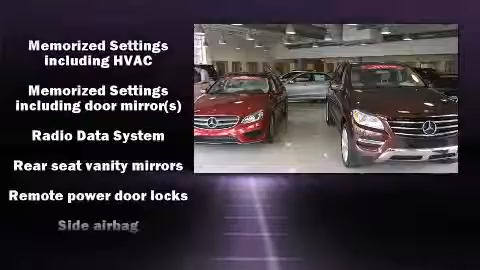 Memorized Settings
including HVAC
Memorized Settings
including door mirror(s)
Radio Data System
Rear seat vanity mirrors
Remote power door locks
Side airbag